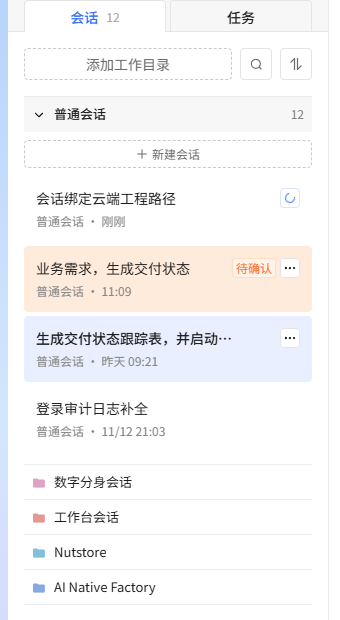 会话 12
任务
添加工作目录
普通会话 12
新建会话
会话绑定云端工程路径
普通会话 · 刚刚
业务需求，生成交付状态 待确认
普通会话 · 11:09
生成交付状态跟踪表，并启动…
普通会话 · 昨天 09:21
登录审计日志补全
普通会话 · 11/12 21:03
数字分身会话
工作台会话
Nutstore
AI Native Factory